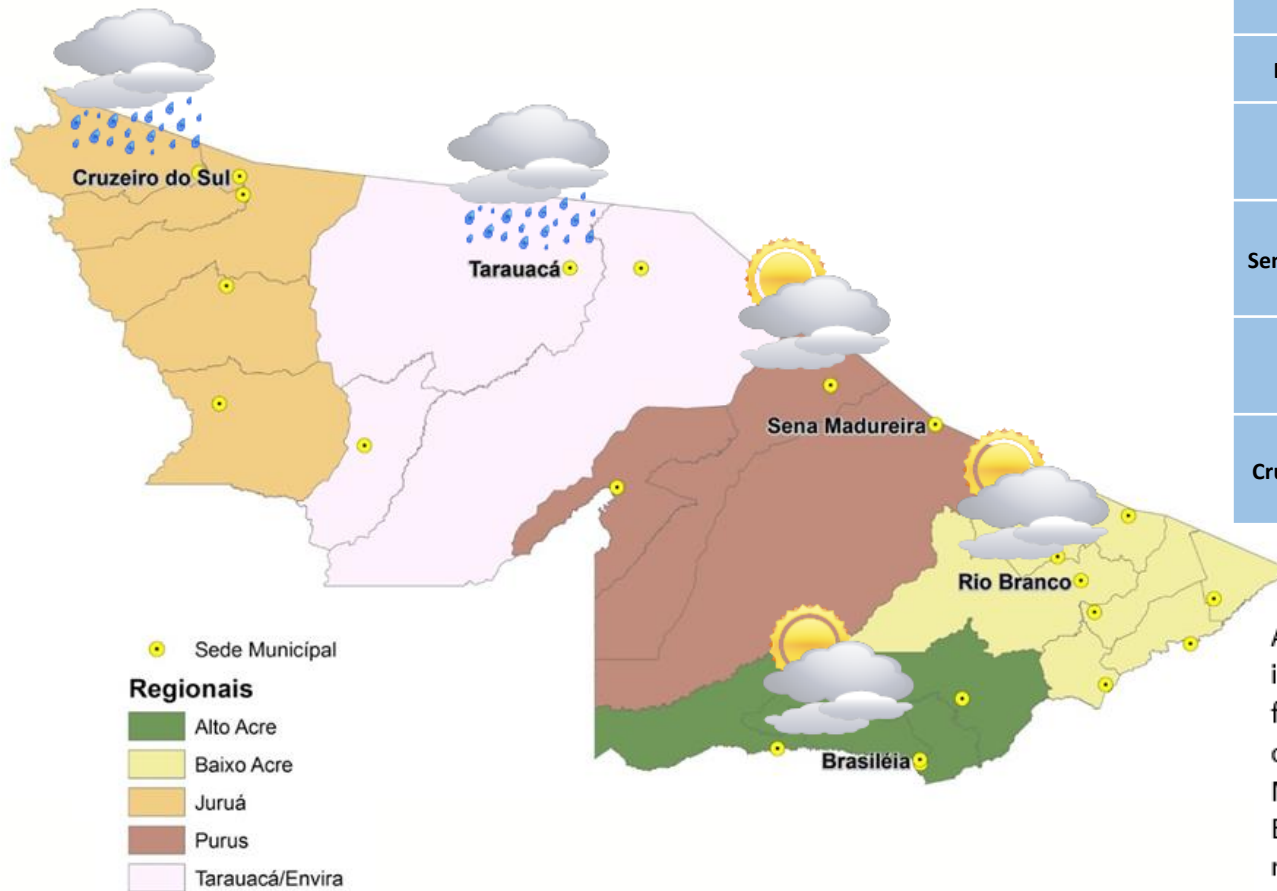 Cruzeiro do Sul
Tarauacá
Sena Madureira
Rio Branco
Brasiléia
Sede Municípal
Regionais
Alto Acre
Baixo Acre
Juruá
Purus
Tarauacá/Envira